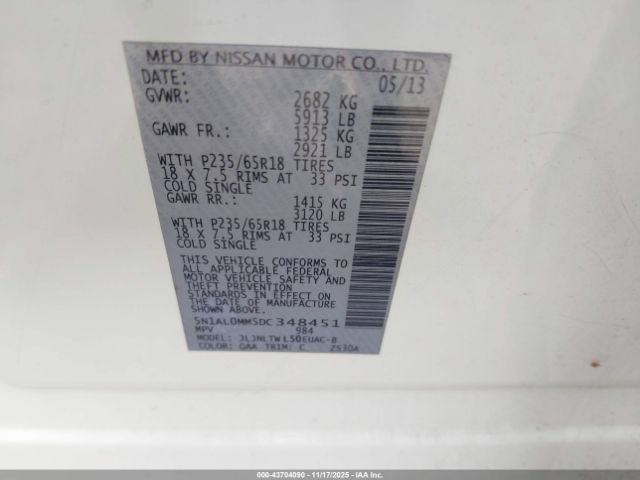 MFD BY NISSAN MOTOR CO., LTD.
DATE: 05/13
GVWR: 2682 KG
5913 LB
GAWR FR.: 1325 KG
2921 LB
WITH P235/65R18 TIRES
18 X 7.5 RIMS AT 33 PSI
COLD SINGLE
GAWR RR.: 1415 KG
3120 LB
WITH P235/65R18 TIRES
18 X 7.5 RIMS AT 33 PSI
COLD SINGLE
THIS VEHICLE CONFORMS TO
ALL APPLICABLE FEDERAL
MOTOR VEHICLE SAFETY AND
THEFT PREVENTION
STANDARDS IN EFFECT ON
THE DATE OF MANUFACTURE
SHOWN ABOVE.
5N1AL0MM5DC348451
MPV 984
MODEL: JLJNLTWL50EUAC-B
COLOR: QAA TRIM: C 2S30A
000-43704090 - 11/17/2025 - IAAI.COM